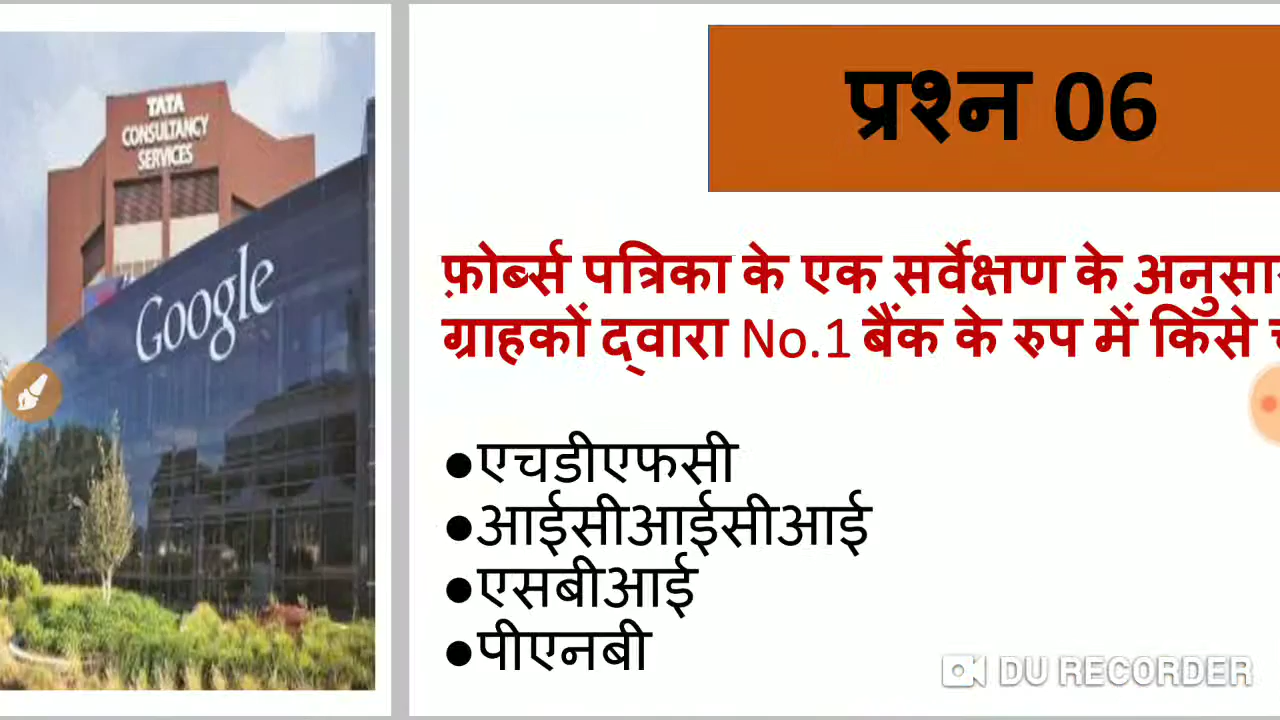 TATA
CONSULTANCY
SERVICES
Google
प्रश्न 06
फ़ोर्ब्स पत्रिका के एक सर्वेक्षण के
ग्राहकों द्वारा No.1 बैंक के रुप में किसे
●एचडीएफसी
●आईसीआईसीआई
●एसबीआई
●पीएनबी
DU RECORDER